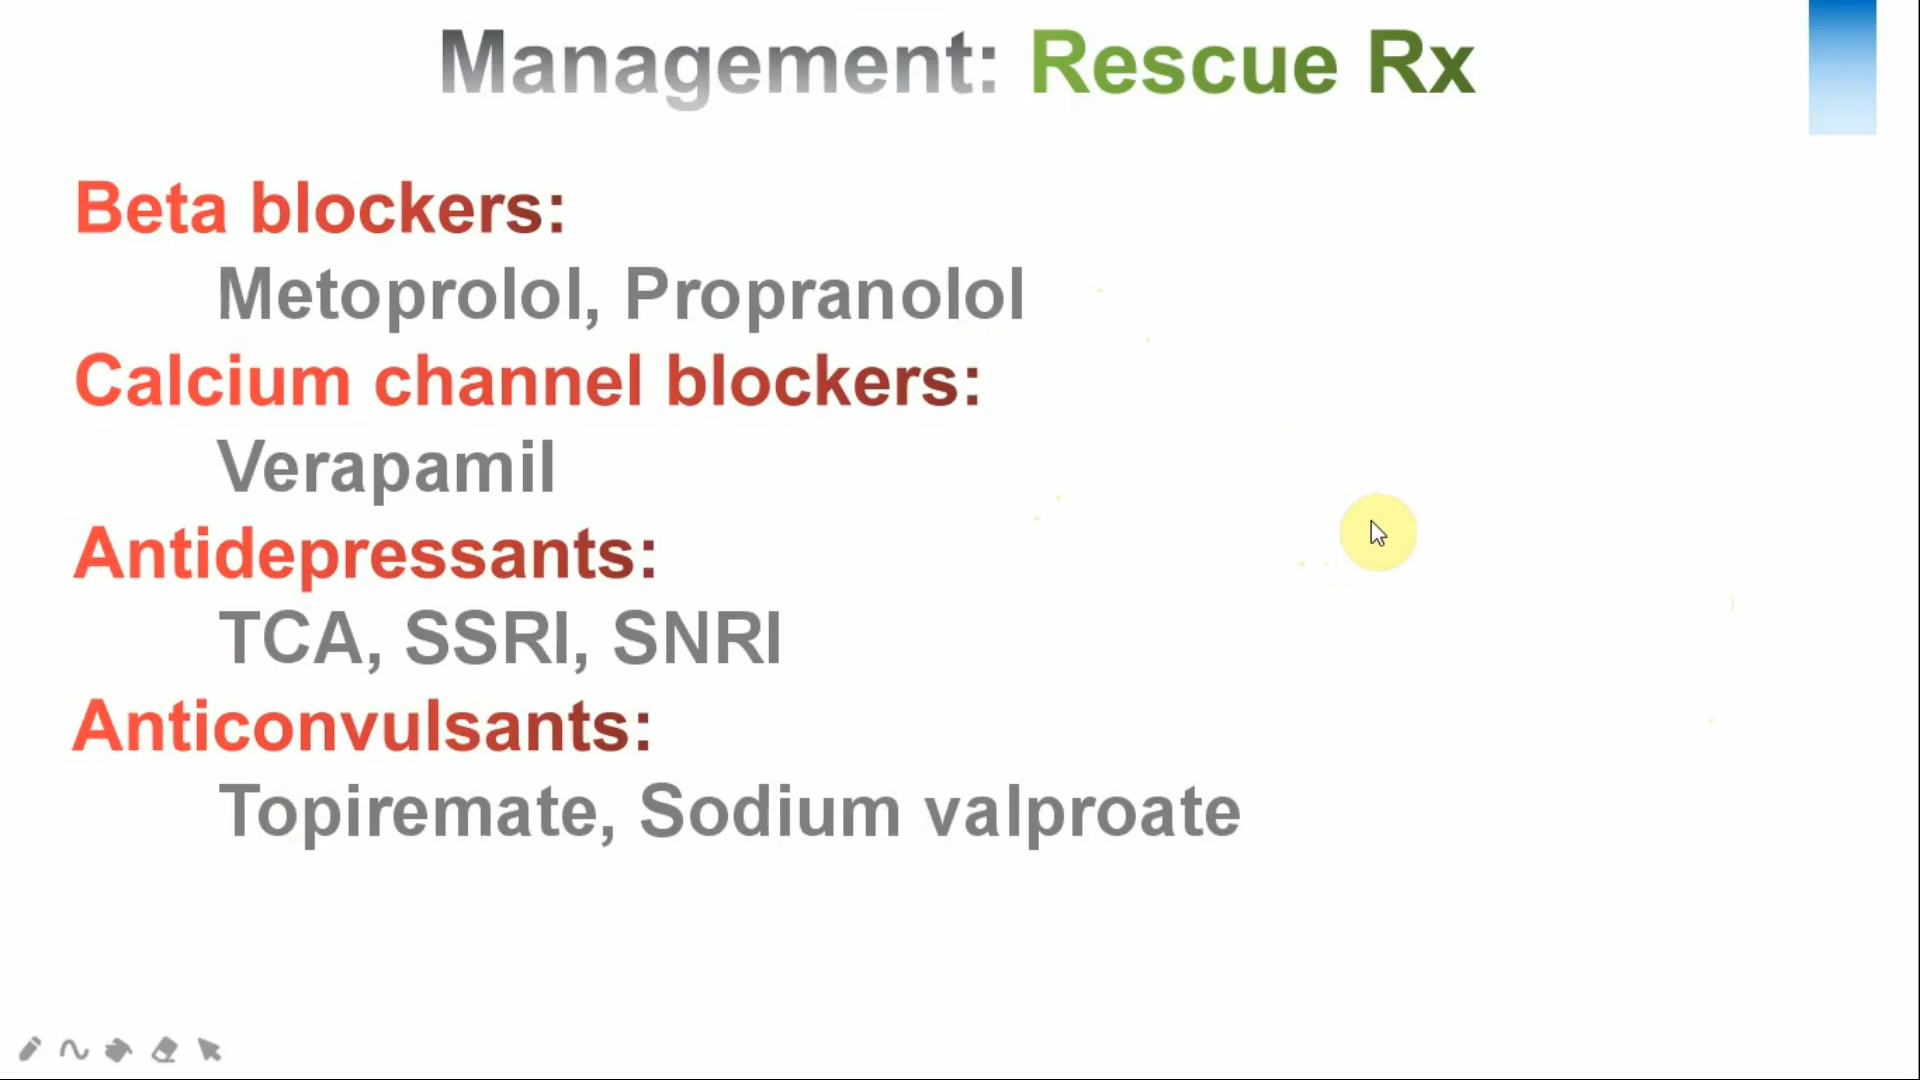 Management: Rescue Rx
Beta blockers:
Metoprolol, Propranolol
Calcium channel blockers:
Verapamil
Antidepressants:
TCA, SSRI, SNRI
Anticonvulsants:
Topiremate, Sodium valproate